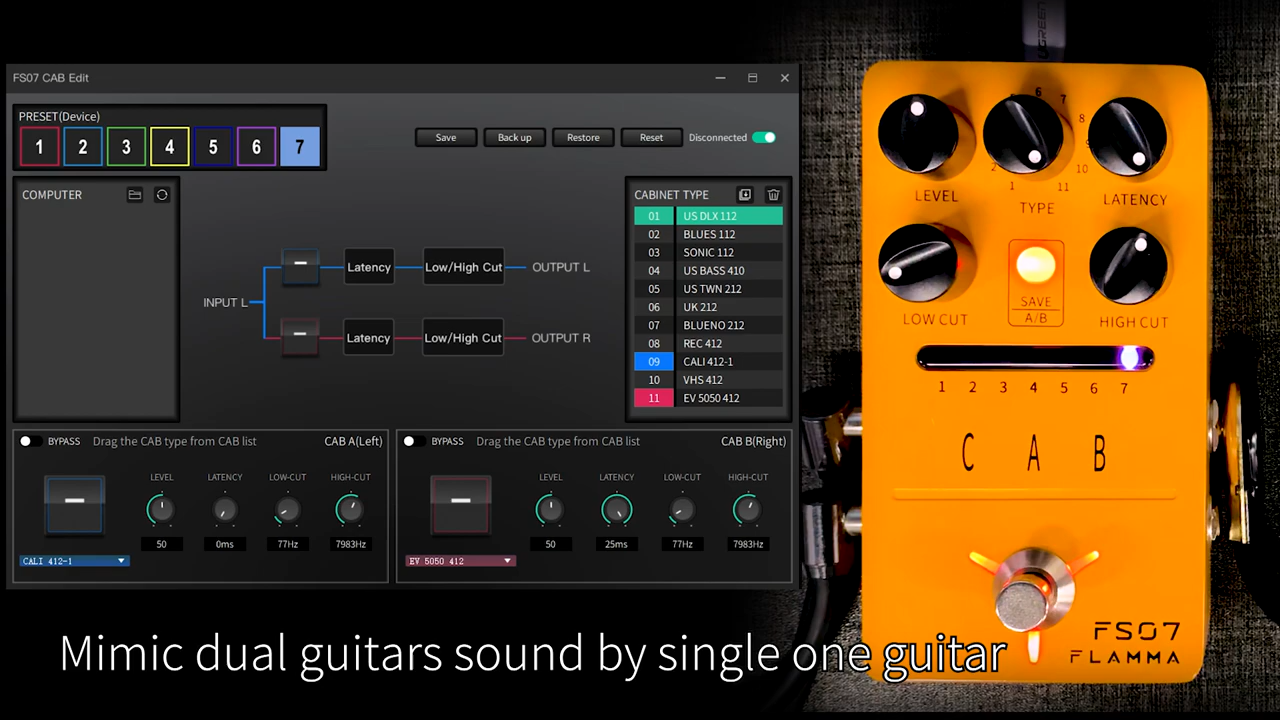 FS07 CAB Edit
PRESET(Device)
1 2 3 4 5 6 7
Save Back up Restore Reset Disconnected
COMPUTER
INPUT L
Latency Low/High Cut OUTPUT L
Latency Low/High Cut OUTPUT R
CABINET TYPE
01 US DLX 112
02 BLUES 112
03 SONIC 112
04 US BASS 410
05 US TWN 212
06 UK 212
07 BLUENO 212
08 REC 412
09 CALI 412-1
10 VHS 412
11 EV 5050 412
BYPASS Drag the CAB type from CAB list CAB A(Left)
LEVEL LATENCY LOW-CUT HIGH-CUT
50 0ms 77Hz 7983Hz
CALI 412-1
BYPASS Drag the CAB type from CAB list CAB B(Right)
LEVEL LATENCY LOW-CUT HIGH-CUT
50 25ms 77Hz 7983Hz
EV 5050 412
UGREEN
5 6 7
8
9
2 10
1 11
LEVEL TYPE LATENCY
SAVE
A/B
LOW CUT HIGH CUT
1 2 3 4 5 6 7
C A B
FS07
FLAMMA
Mimic dual guitars sound by single one guitar